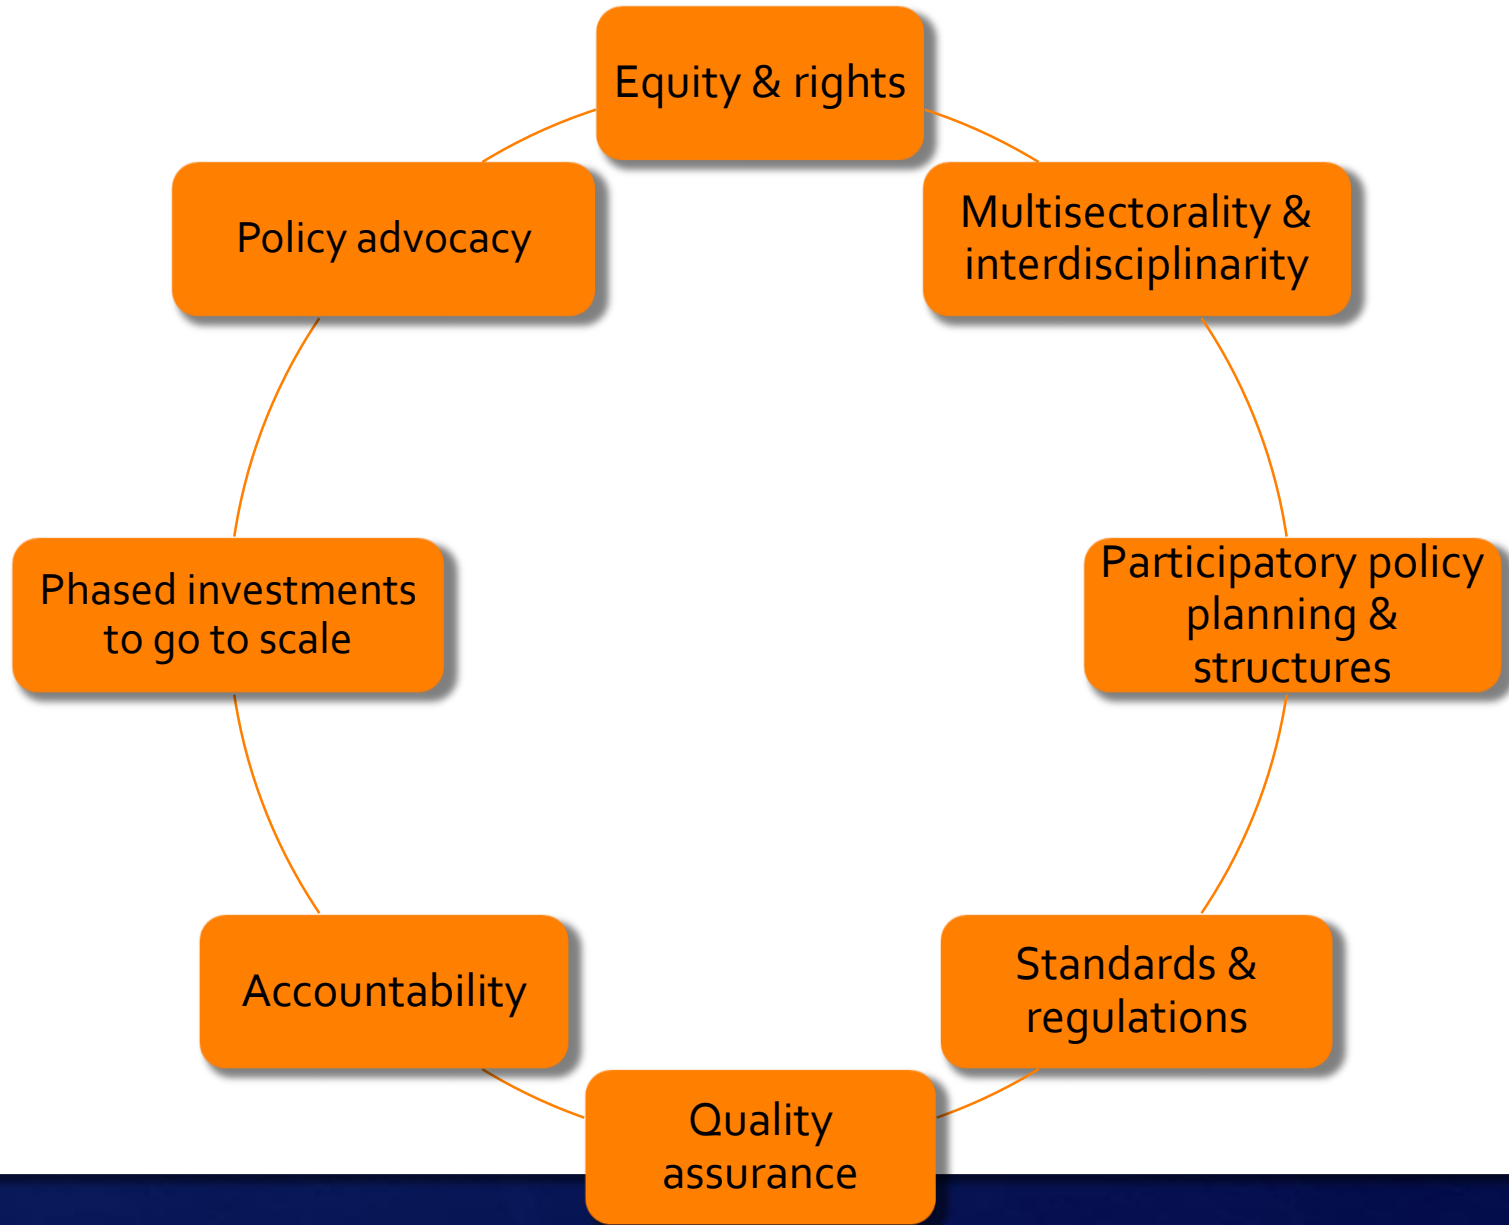 Equity & rights
Multisectorality &
interdisciplinarity
Participatory policy
planning &
structures
Standards &
regulations
Quality
assurance
Accountability
Phased investments
to go to scale
Policy advocacy